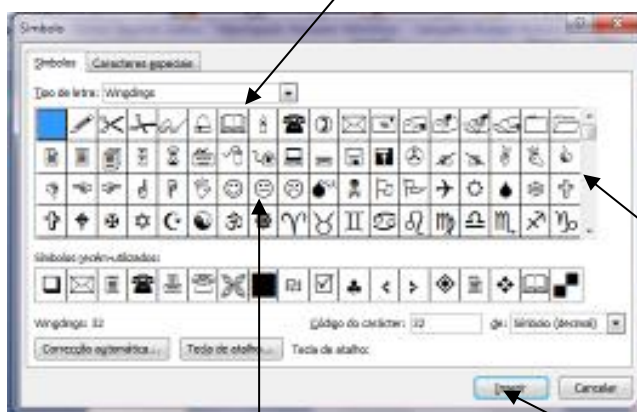 Símbolo
Símbolos Caracteres especiais
Tipo de letra: Wingdings
Símbolos recém-utilizados:
Wingdings: 32 Código do carácter: 32 de: Símbolo (decimal)
Correcção automática... Tecla de atalho... Tecla de atalho:
Inserir Cancelar